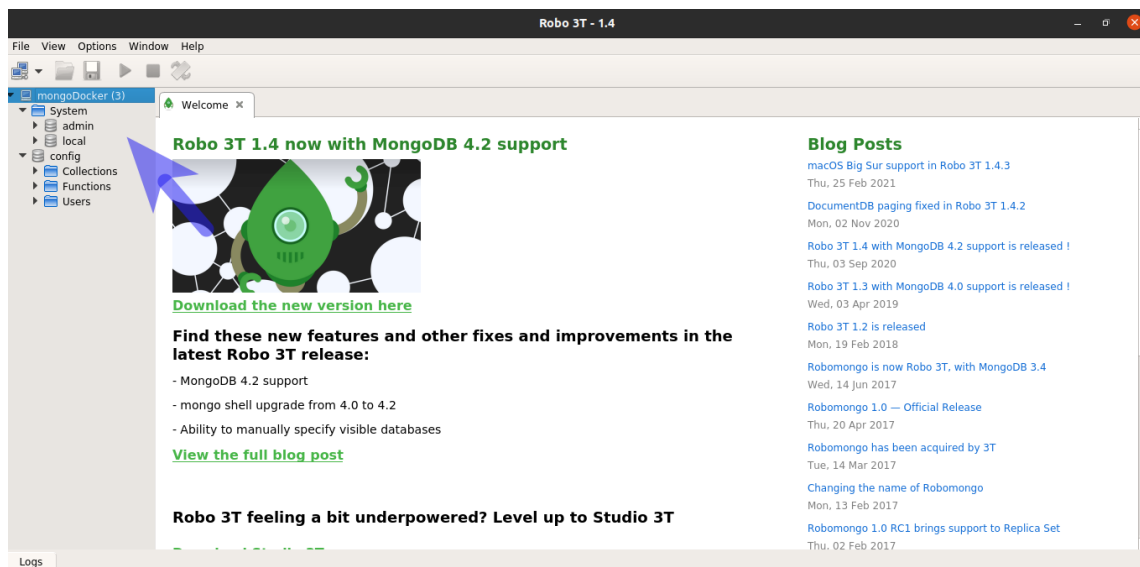 Robo 3T - 1.4
File View Options Window Help
mongoDocker (3)
System
admin
local
config
Collections
Functions
Users
Welcome
Robo 3T 1.4 now with MongoDB 4.2 support
Download the new version here
Find these new features and other fixes and improvements in the
latest Robo 3T release:
- MongoDB 4.2 support
- mongo shell upgrade from 4.0 to 4.2
- Ability to manually specify visible databases
View the full blog post
Robo 3T feeling a bit underpowered? Level up to Studio 3T
Blog Posts
macOS Big Sur support in Robo 3T 1.4.3
Thu, 25 Feb 2021
DocumentDB paging fixed in Robo 3T 1.4.2
Mon, 02 Nov 2020
Robo 3T 1.4 with MongoDB 4.2 support is released !
Thu, 03 Sep 2020
Robo 3T 1.3 with MongoDB 4.0 support is released !
Wed, 03 Apr 2019
Robo 3T 1.2 is released
Mon, 19 Feb 2018
Robomongo is now Robo 3T, with MongoDB 3.4
Wed, 14 Jun 2017
Robomongo 1.0 — Official Release
Thu, 20 Apr 2017
Robomongo has been acquired by 3T
Tue, 14 Mar 2017
Changing the name of Robomongo
Mon, 13 Feb 2017
Robomongo 1.0 RC1 brings support to Replica Set
Thu, 02 Feb 2017
Logs